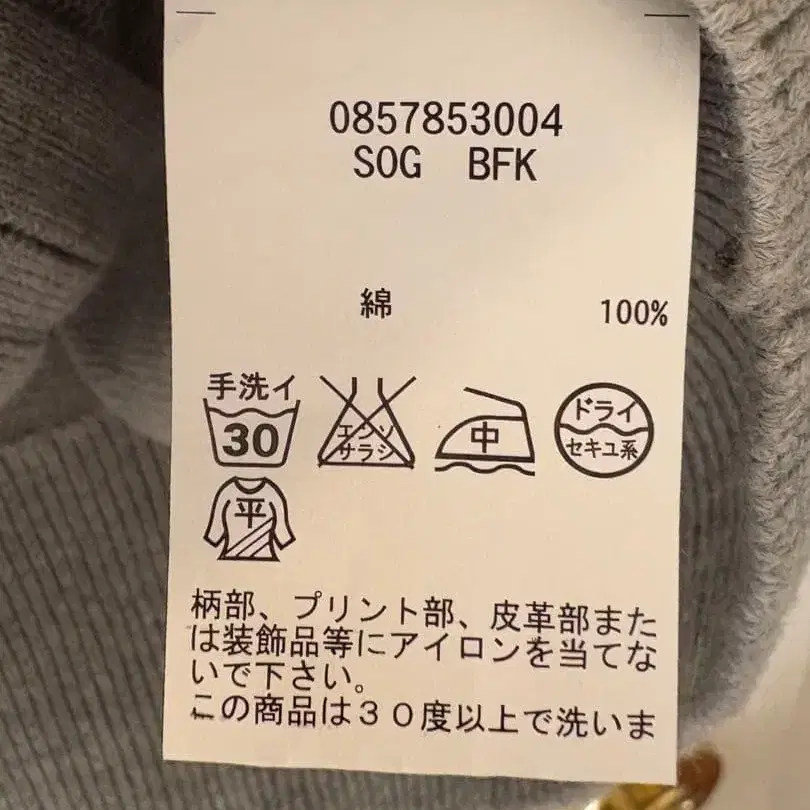 0857853004
SOG BFK
綿 100%
手洗イ
30
エンソ
サラシ
中
ドライ
セキユ系
平
柄部、プリント部、皮革部また
は装飾品等にアイロンを当てな
いで下さい。
この商品は30度以上で洗いま